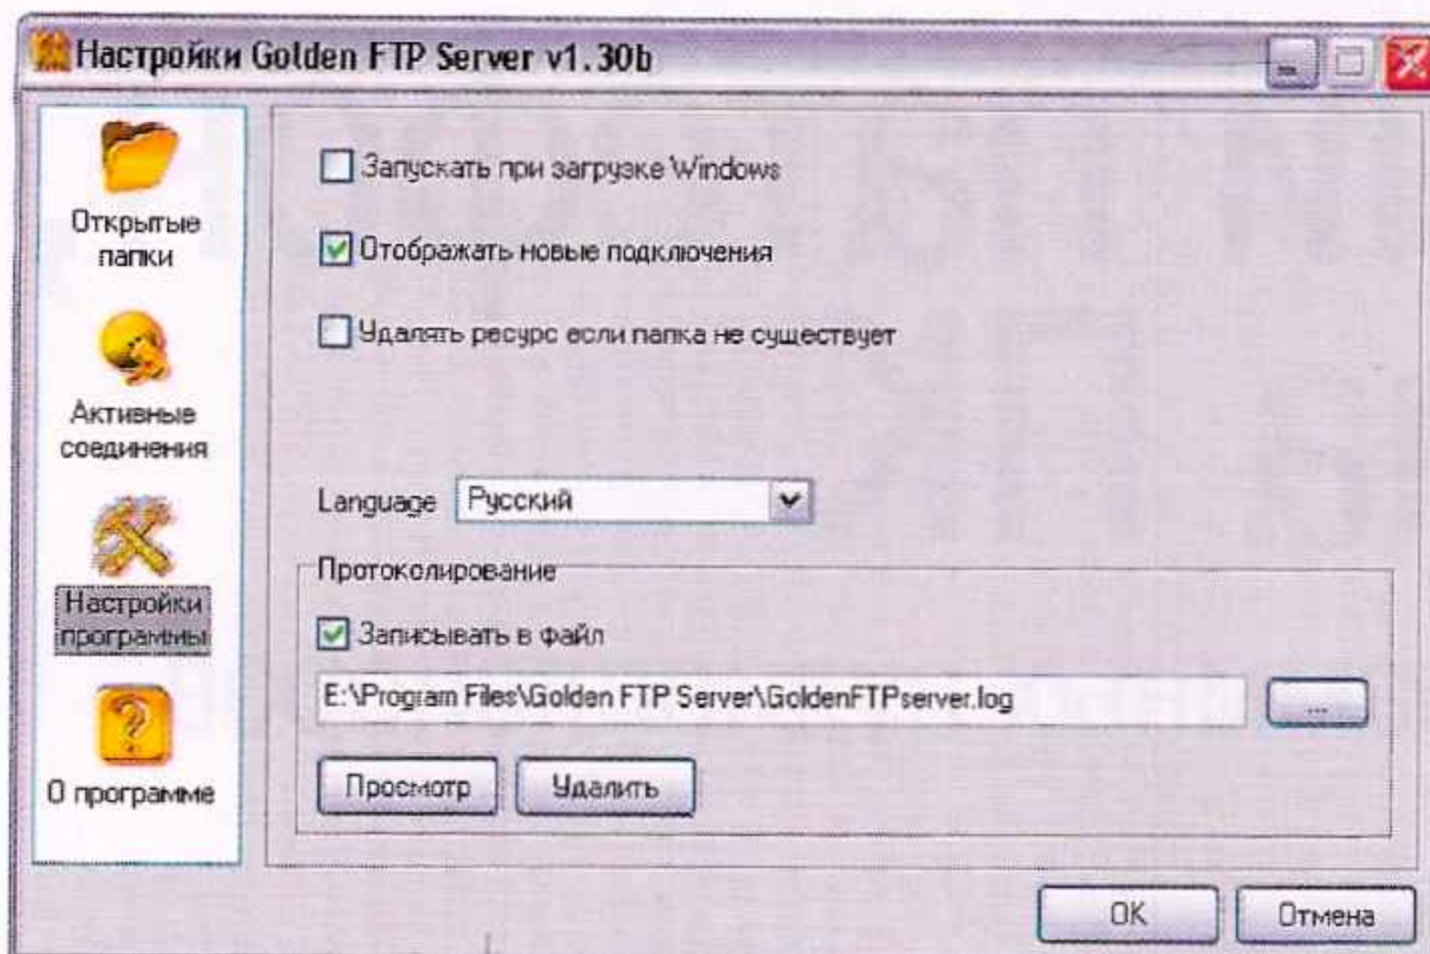 Настройки Golden FTP Server v1.30b
Открытые
папки
Активные
соединения
Настройки
программы
О программе
Запускать при загрузке Windows
Отображать новые подключения
Удалять ресурс если папка не существует
Language Русский
Протоколирование
Записывать в файл
E:\Program Files\Golden FTP Server\GoldenFTPserver.log
...
Просмотр Удалить
OK Отмена